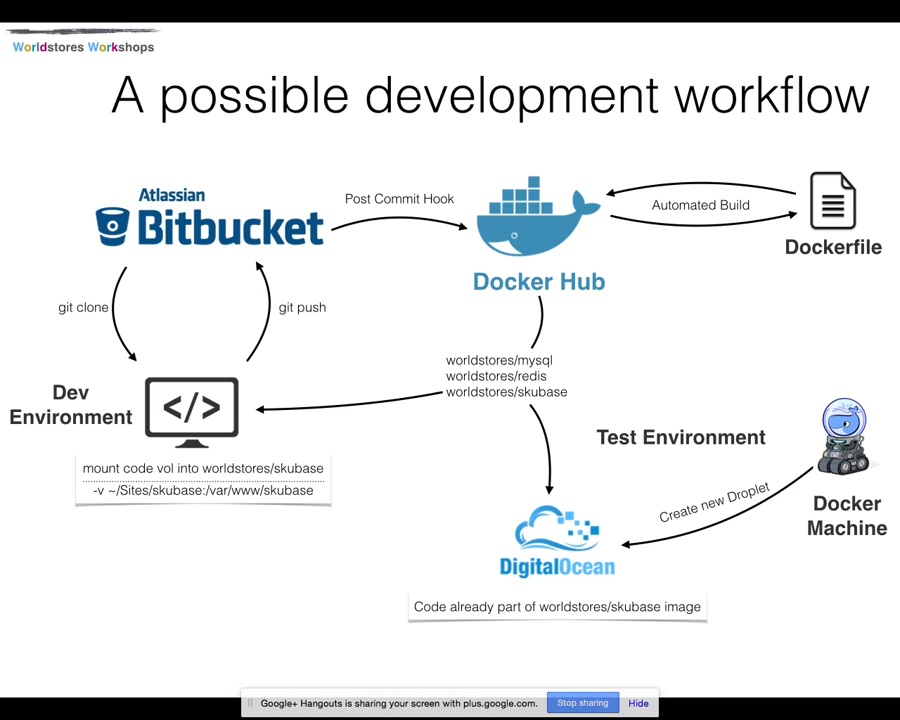 Worldstores Workshops
A possible development workflow
Atlassian
Bitbucket
Post Commit Hook
Automated Build
Dockerfile
Docker Hub
git clone
git push
worldstores/mysql
worldstores/redis
worldstores/skubase
Dev
Environment
</>
mount code vol into worldstores/skubase
-v ~/Sites/skubase:/var/www/skubase
Test Environment
Create new Droplet
Docker
Machine
DigitalOcean
Code already part of worldstores/skubase image
Google+ Hangouts is sharing your screen with plus.google.com.
Stop sharing
Hide